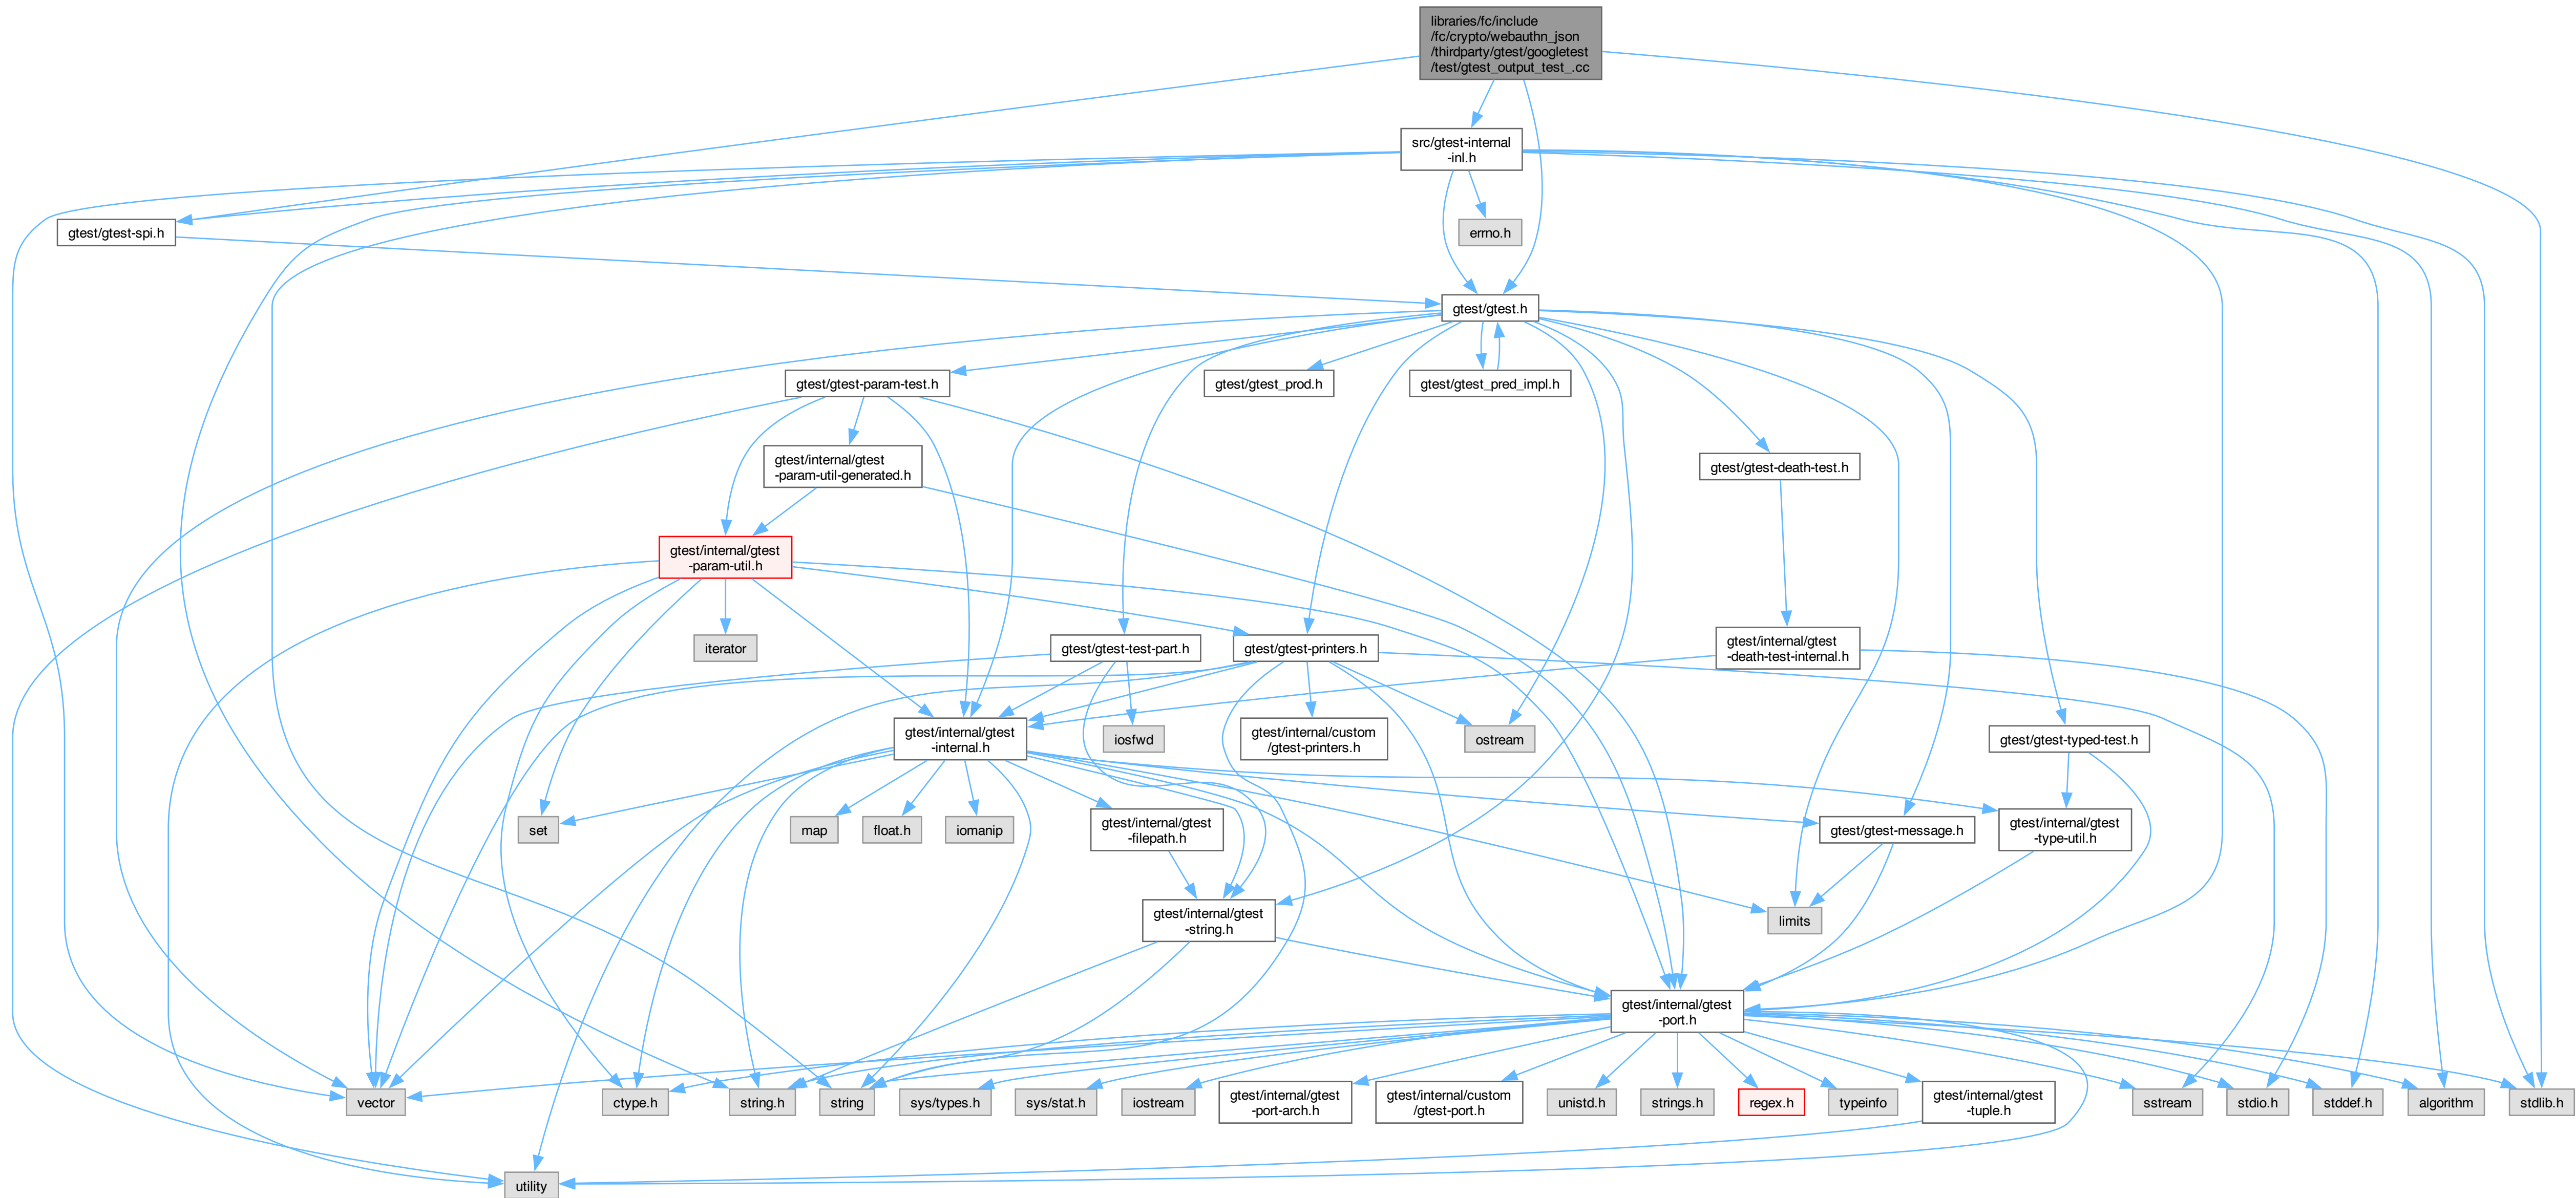 libraries/fc/include
/fc/crypto/webauthn_json
/thirdparty/gtest/googletest
/test/gtest_output_test_.cc
src/gtest-internal
-inl.h
gtest/gtest-spi.h
errno.h
gtest/gtest.h
gtest/gtest-param-test.h
gtest/gtest_prod.h
gtest/gtest_pred_impl.h
gtest/internal/gtest
-param-util-generated.h
gtest/gtest-death-test.h
gtest/internal/gtest
-param-util.h
iterator
gtest/gtest-test-part.h
gtest/gtest-printers.h
gtest/internal/gtest
-death-test-internal.h
gtest/internal/gtest
-internal.h
iosfwd
gtest/internal/custom
/gtest-printers.h
ostream
gtest/gtest-typed-test.h
set
map
float.h
iomanip
gtest/internal/gtest
-filepath.h
gtest/gtest-message.h
gtest/internal/gtest
-type-util.h
gtest/internal/gtest
-string.h
limits
gtest/internal/gtest
-port.h
vector
ctype.h
string.h
string
sys/types.h
sys/stat.h
iostream
gtest/internal/gtest
-port-arch.h
gtest/internal/custom
/gtest-port.h
unistd.h
strings.h
regex.h
typeinfo
gtest/internal/gtest
-tuple.h
sstream
stdio.h
stddef.h
algorithm
stdlib.h
utility